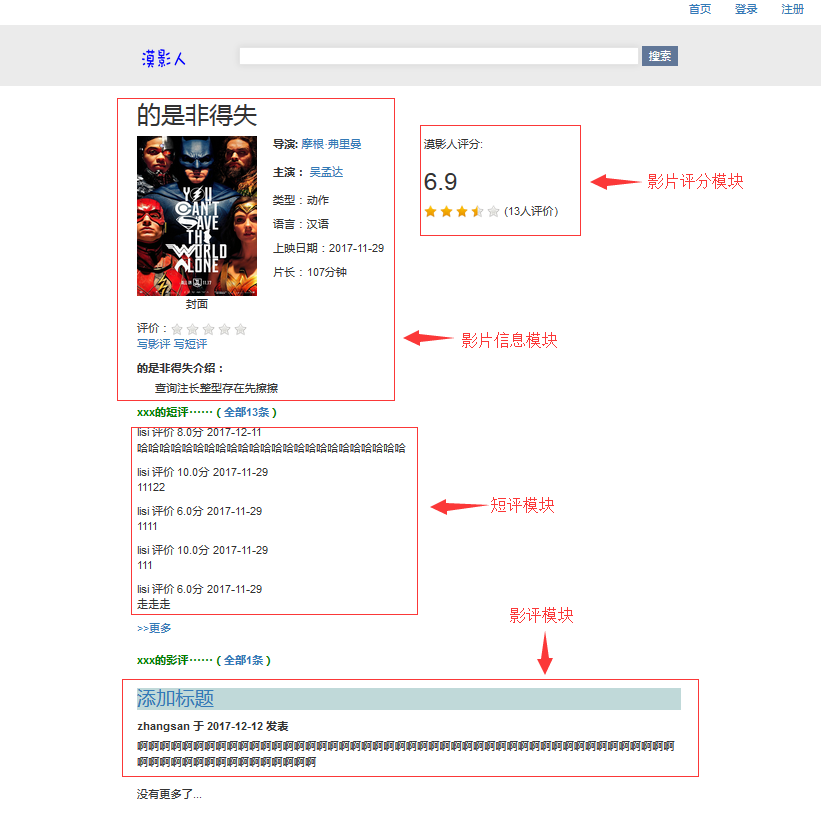 首页 登录 注册
漠影人
搜索
的是非得失
YOU
CAN'T
SAVE
THE
WORLD
ALONE
导演: 摩根·弗里曼
主演： 吴孟达
类型：动作
语言：汉语
上映日期：2017-11-29
片长：107分钟
封面
漠影人评分:
6.9
(13人评价)
影片评分模块
评价：
写影评 写短评
影片信息模块
的是非得失介绍：
查询注长整型存在先擦擦
xxx的短评······ ( 全部13条 )
lisi 评价 8.0分 2017-12-11
哈哈哈哈哈哈哈哈哈哈哈哈哈哈哈哈哈哈哈哈哈哈哈哈
lisi 评价 10.0分 2017-11-29
11122
lisi 评价 6.0分 2017-11-29
1111
lisi 评价 10.0分 2017-11-29
111
lisi 评价 6.0分 2017-11-29
走走走
短评模块
>>更多
影评模块
xxx的影评······ ( 全部1条 )
添加标题
zhangsan 于 2017-12-12 发表
啊啊啊啊啊啊啊啊啊啊啊啊啊啊啊啊啊啊啊啊啊啊啊啊啊啊啊啊啊啊啊啊啊啊啊啊啊啊啊啊啊啊啊啊啊啊啊啊
啊啊啊啊啊啊啊啊啊啊啊啊啊啊啊啊
没有更多了...